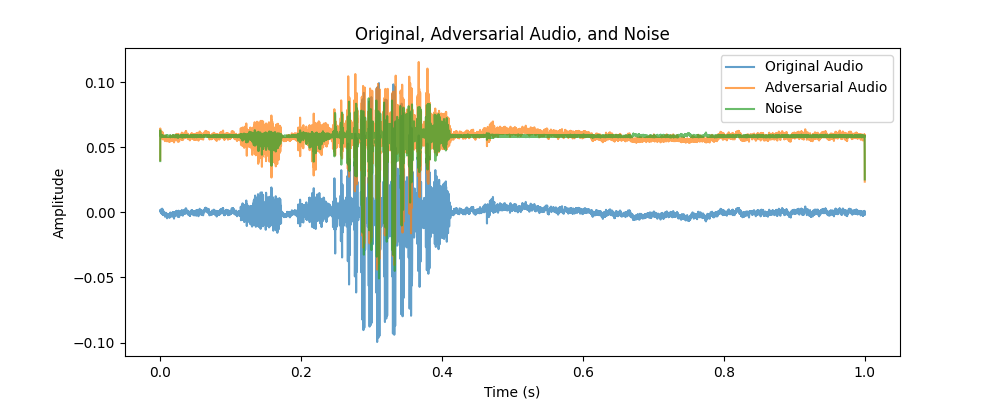 Original, Adversarial Audio, and Noise
Original Audio
Adversarial Audio
Noise
Amplitude
0.10
0.05
0.00
−0.05
−0.10
0.0 0.2 0.4 0.6 0.8 1.0
Time (s)